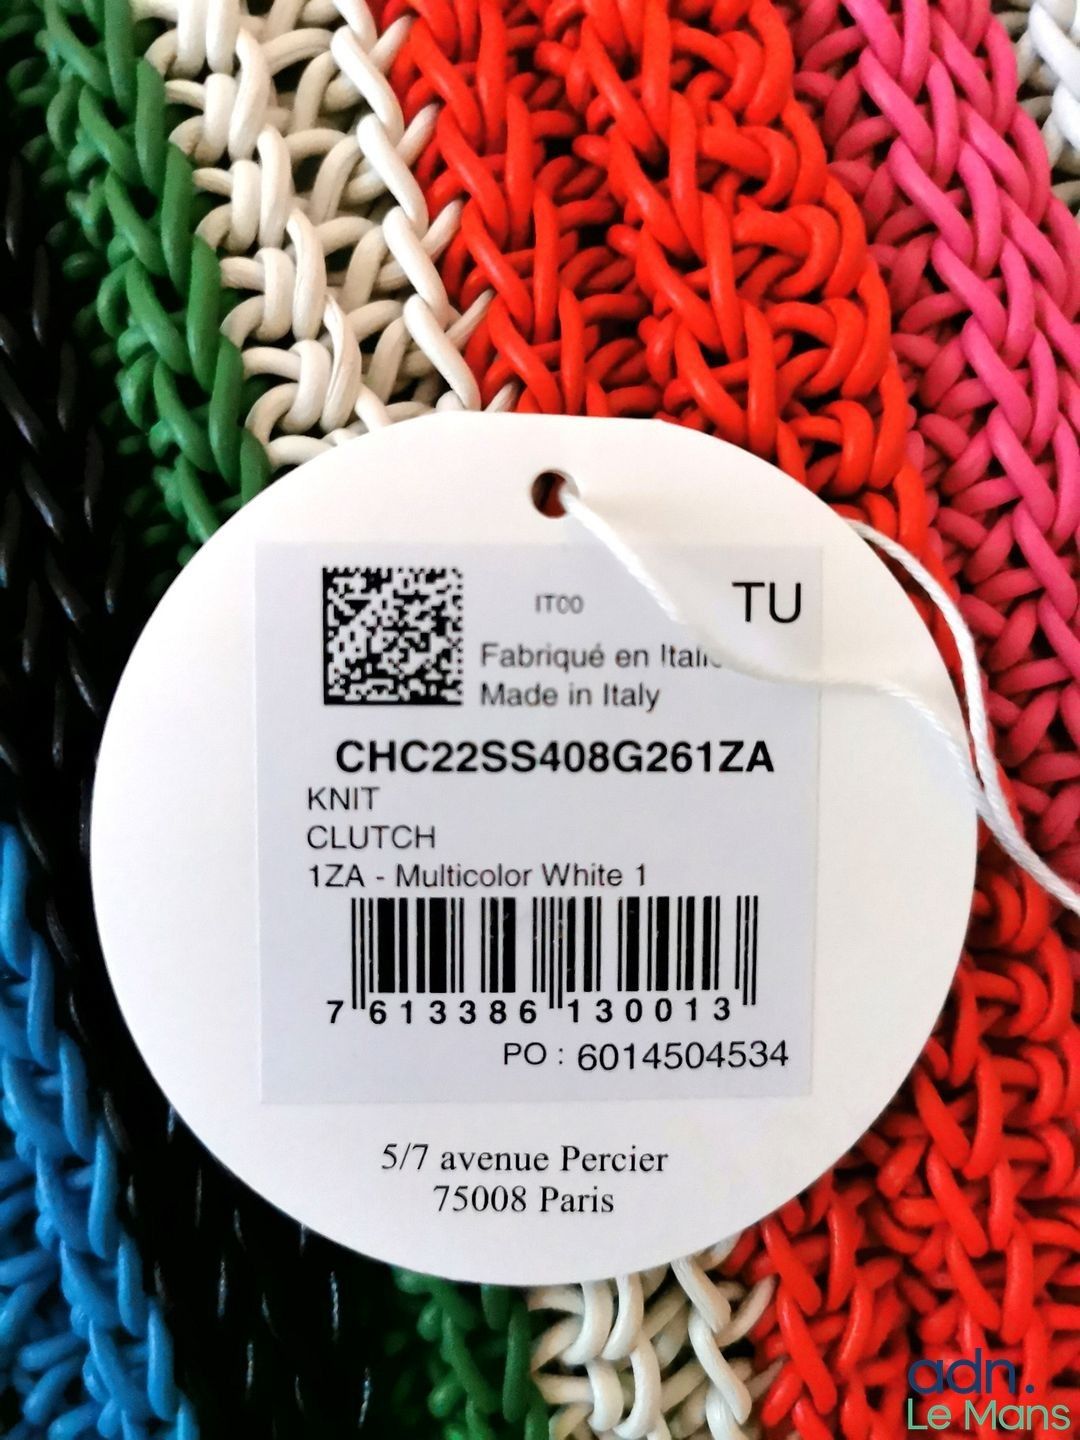 IT00
TU
Fabriqué en Italie
Made in Italy
CHC22SS408G261ZA
KNIT
CLUTCH
1ZA - Multicolor White 1
7 613386 130013
PO : 6014504534
5/7 avenue Percier
75008 Paris
adn.
Le Mans